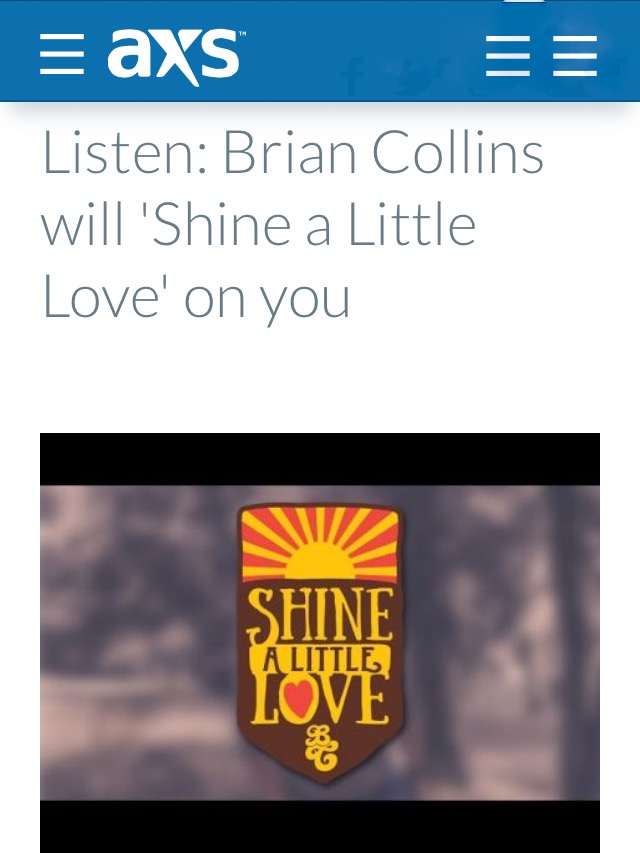 axs™
Listen: Brian Collins
will 'Shine a Little
Love' on you
SHINE
A LITTLE
LOVE
BC